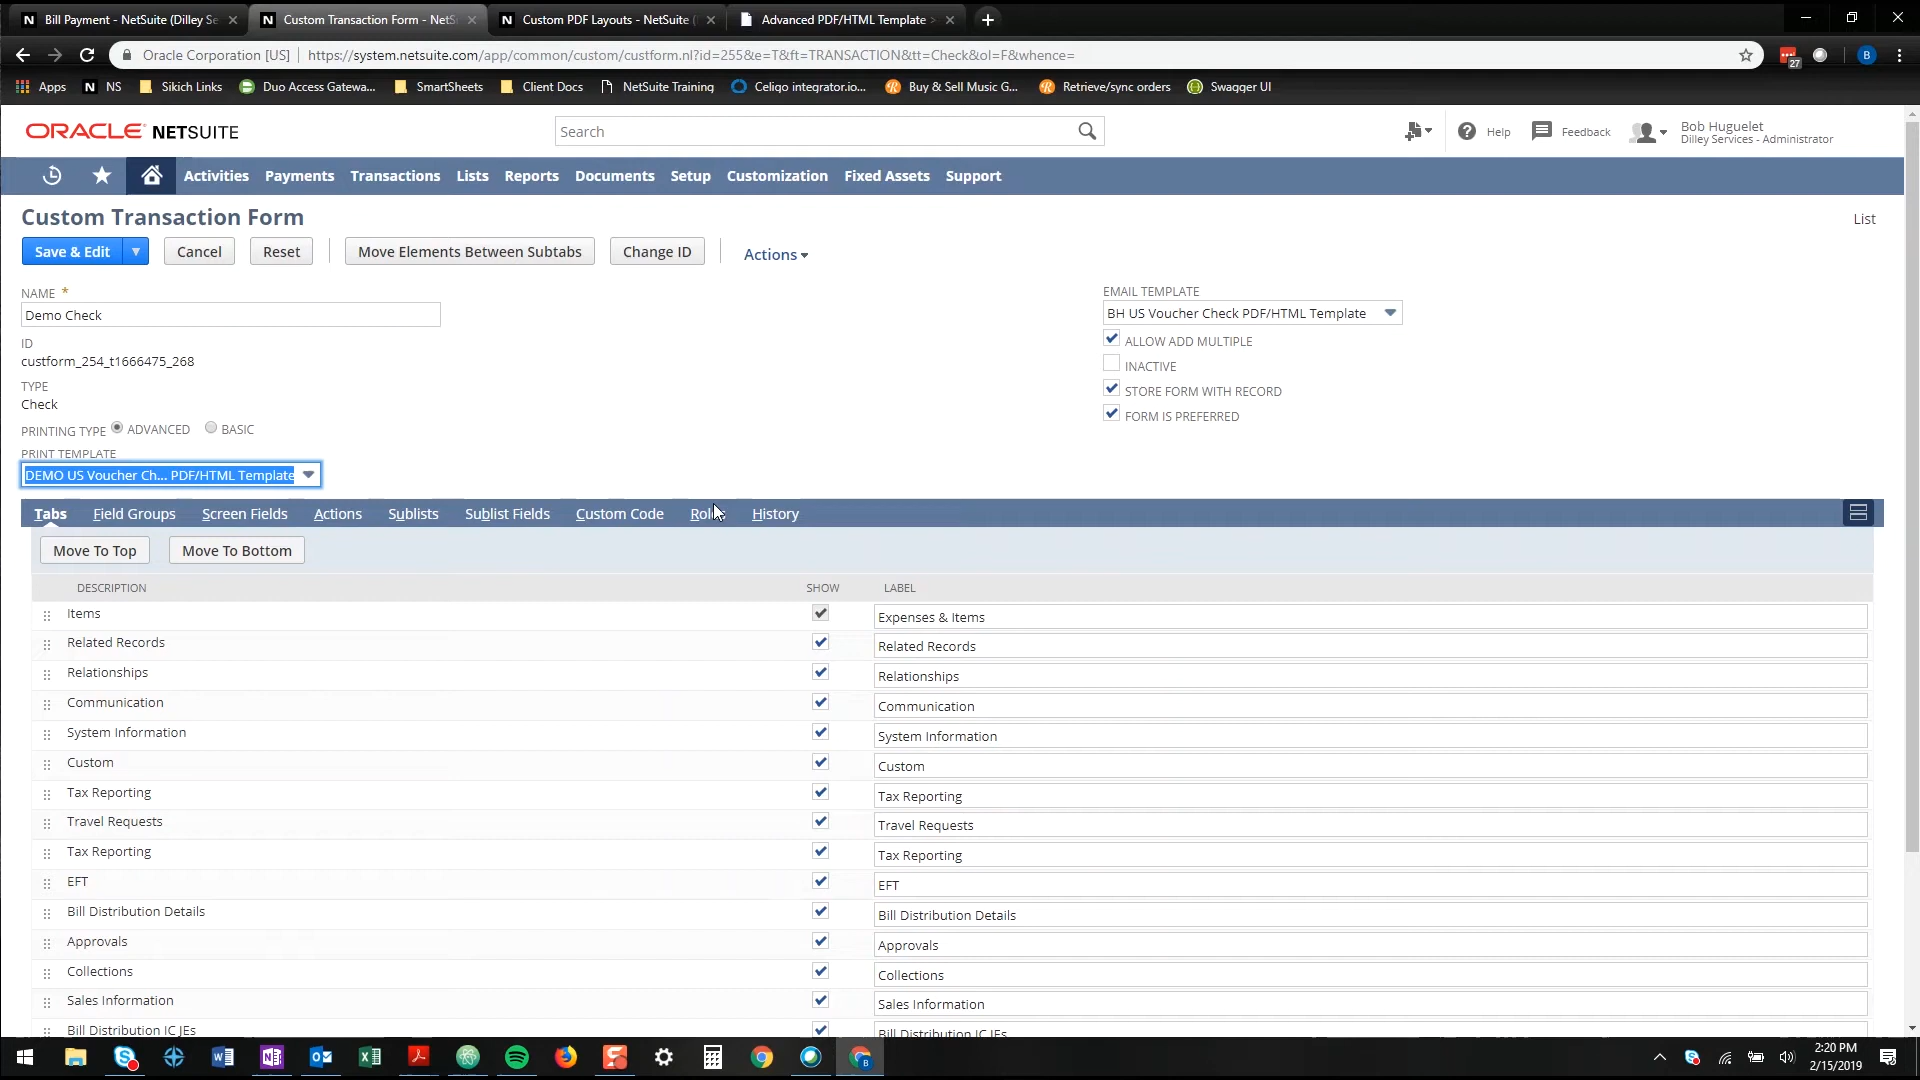 Bill Payment - NetSuite (Dilley Se
Custom Transaction Form - NetS
Custom PDF Layouts - NetSuite (
Advanced PDF/HTML Template >
Oracle Corporation [US]
https://system.netsuite.com/app/common/custom/custform.nl?id=255&e=T&ft=TRANSACTION&tt=Check&ol=F&whence=
27
B
Apps
N
NS
Sikich Links
Duo Access Gatewa...
SmartSheets
Client Docs
NetSuite Training
Celigo integrator.io...
Buy & Sell Music G...
Retrieve/sync orders
Swagger UI
ORACLE NETSUITE
Search
Help
Feedback
Bob Huguelet
Dilley Services - Administrator
Activities
Payments
Transactions
Lists
Reports
Documents
Setup
Customization
Fixed Assets
Support
Custom Transaction Form
List
Save & Edit
Cancel
Reset
Move Elements Between Subtabs
Change ID
Actions
NAME *
Demo Check
ID
custform_254_t1666475_268
TYPE
Check
PRINTING TYPE
ADVANCED
BASIC
PRINT TEMPLATE
DEMO US Voucher Ch... PDF/HTML Template
EMAIL TEMPLATE
BH US Voucher Check PDF/HTML Template
ALLOW ADD MULTIPLE
INACTIVE
STORE FORM WITH RECORD
FORM IS PREFERRED
Tabs
Field Groups
Screen Fields
Actions
Sublists
Sublist Fields
Custom Code
Roles
History
Move To Top
Move To Bottom
DESCRIPTION
SHOW
LABEL
Items
Expenses & Items
Related Records
Related Records
Relationships
Relationships
Communication
Communication
System Information
System Information
Custom
Custom
Tax Reporting
Tax Reporting
Travel Requests
Travel Requests
Tax Reporting
Tax Reporting
EFT
EFT
Bill Distribution Details
Bill Distribution Details
Approvals
Approvals
Collections
Collections
Sales Information
Sales Information
Bill Distribution IC JEs
Bill Distribution IC JEs
2:20 PM
2/15/2019